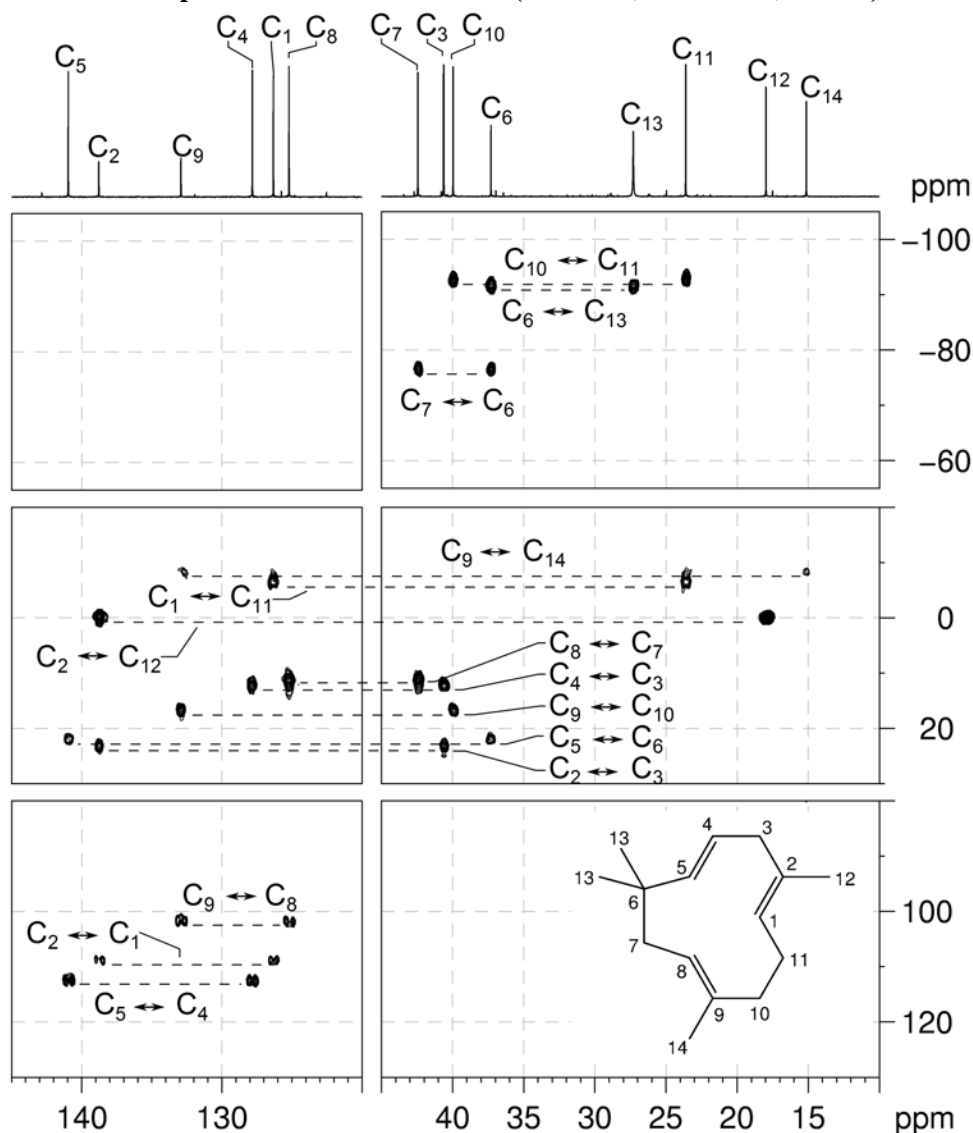 C4 C1 C8 C7 C3 C10
C5 C11
C12 C14
C6 C13
C2 C9
ppm
−100
C10 ↔ C11
C6 ↔ C13
−80
C7 ↔ C6
−60
C9 ↔ C14
C1 ↔ C11
0
C2 ↔ C12
C8 ↔ C7
C4 ↔ C3
C9 ↔ C10
20
C5 ↔ C6
C2 ↔ C3
4 3
13
5 2
13 12
6
1
7
11
8
10
9
14
C9 ↔ C8
100
C2 ↔ C1
C5 ↔ C4
120
140 130 40 35 30 25 20 15 ppm